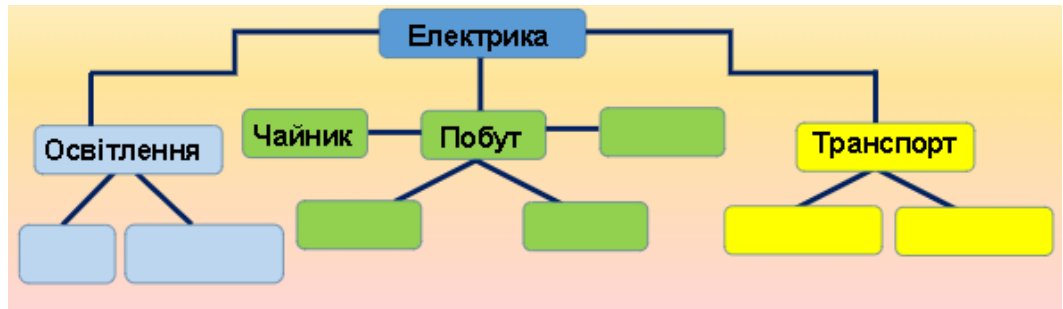 Електрика
Чайник
Побут
Освітлення
Транспорт